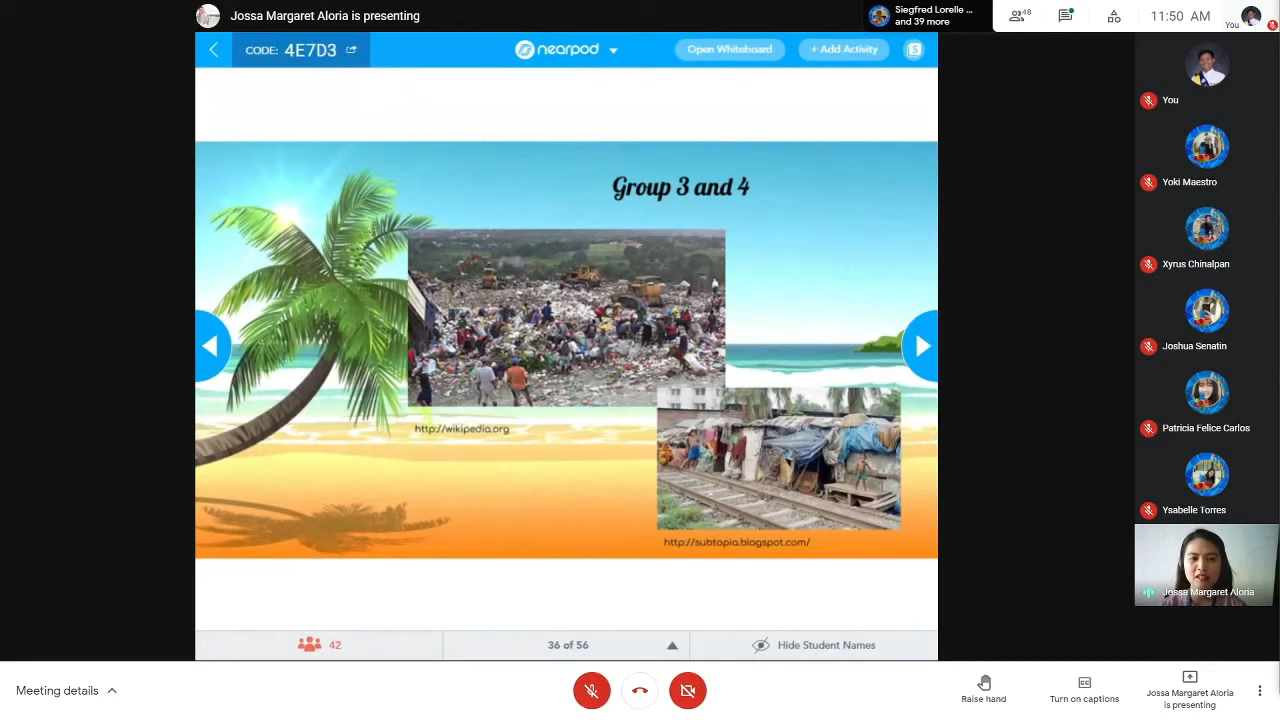 Jossa Margaret Aloria is presenting
Siegfred Lorelle ...
and 39 more
48
11:50 AM
You
CODE: 4E7D3
nearpod
Open Whiteboard
+ Add Activity
S
Group 3 and 4
http://wikipedia.org
http://subtopia.blogspot.com/
42
36 of 56
Hide Student Names
You
Yoki Maestro
Xyrus Chinalpan
Joshua Senatin
Patricia Felice Carlos
Ysabelle Torres
Jossa Margaret Aloria
Meeting details
Raise hand
Turn on captions
Jossa Margaret Aloria
is presenting